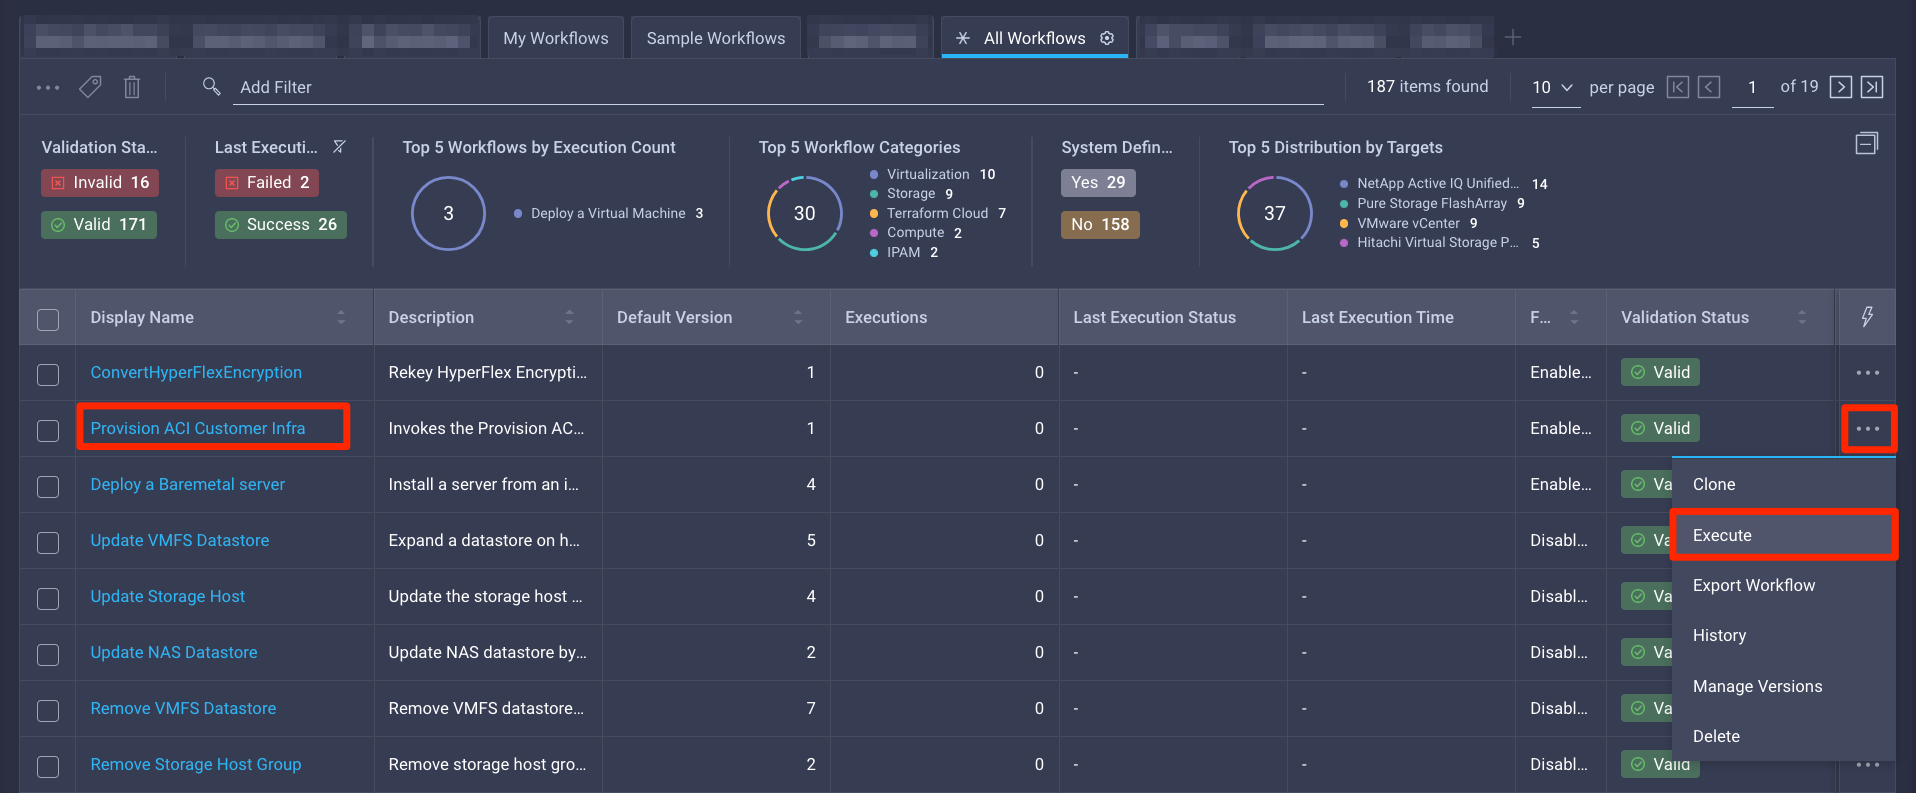 My Workflows
Sample Workflows
All Workflows
Add Filter
187 items found
10
per page
1
of 19
Validation Sta...
Invalid 16
Valid 171
Last Executi...
Failed 2
Success 26
Top 5 Workflows by Execution Count
3
Deploy a Virtual Machine 3
Top 5 Workflow Categories
30
Virtualization 10
Storage 9
Terraform Cloud 7
Compute 2
IPAM 2
System Defin...
Yes 29
No 158
Top 5 Distribution by Targets
37
NetApp Active IQ Unified... 14
Pure Storage FlashArray 9
VMware vCenter 9
Hitachi Virtual Storage P... 5
Display Name Description Default Version Executions Last Execution Status Last Execution Time F... Validation Status
ConvertHyperFlexEncryption Rekey HyperFlex Encrypti... 1 0 - - Enable... Valid
Provision ACI Customer Infra Invokes the Provision AC... 1 0 - - Enable... Valid
Deploy a Baremetal server Install a server from an i... 4 0 - - Enable... Va
Update VMFS Datastore Expand a datastore on h... 5 0 - - Disabl... Va
Update Storage Host Update the storage host ... 4 0 - - Disabl... Va
Update NAS Datastore Update NAS datastore by... 2 0 - - Disabl... Va
Remove VMFS Datastore Remove VMFS datastore... 7 0 - - Disabl... Va
Remove Storage Host Group Remove storage host gro... 2 0 - - Disabl... Valid
Clone
Execute
Export Workflow
History
Manage Versions
Delete